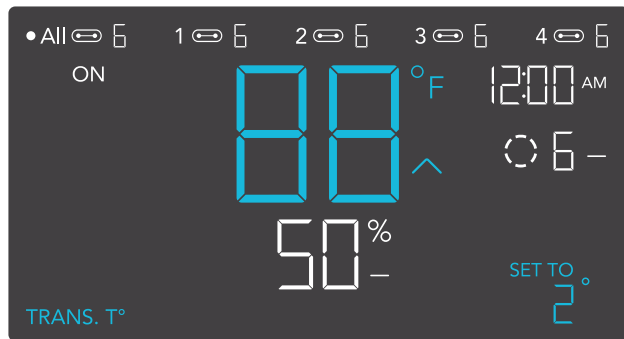 • All 6 1 6 2 6 3 6 4 6
ON
88 °F
12:00 AM
6 –
50 % –
SET TO
2°
TRANS. T°